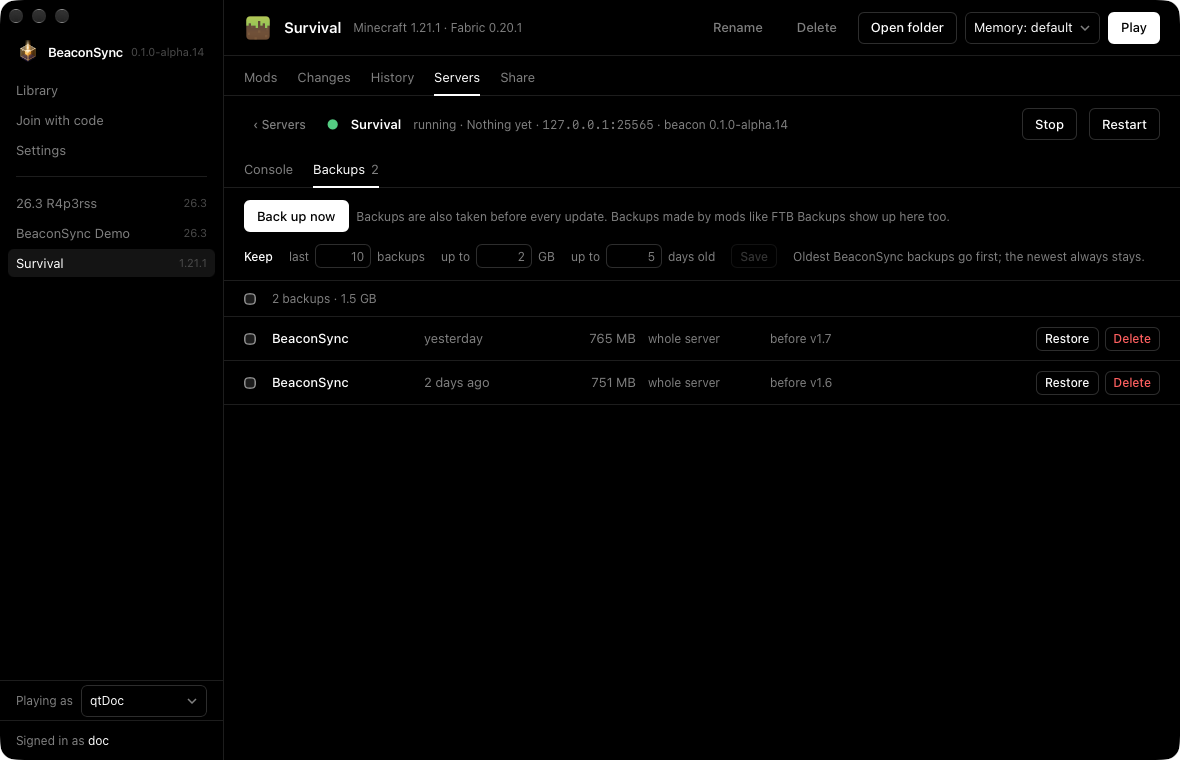 Survival Minecraft 1.21.1 · Fabric 0.20.1 Rename Delete Open folder Memory: default Play
BeaconSync 0.1.0-alpha.14
Library
Join with code
Settings
26.3 R4p3rss 26.3
BeaconSync Demo 26.3
Survival 1.21.1
Playing as qtDoc
Signed in as doc
Mods Changes History Servers Share
‹ Servers Survival running · Nothing yet · 127.0.0.1:25565 · beacon 0.1.0-alpha.14 Stop Restart
Console Backups 2
Back up now Backups are also taken before every update. Backups made by mods like FTB Backups show up here too.
Keep last 10 backups up to 2 GB up to 5 days old Save Oldest BeaconSync backups go first; the newest always stays.
2 backups · 1.5 GB
BeaconSync yesterday 765 MB whole server before v1.7 Restore Delete
BeaconSync 2 days ago 751 MB whole server before v1.6 Restore Delete